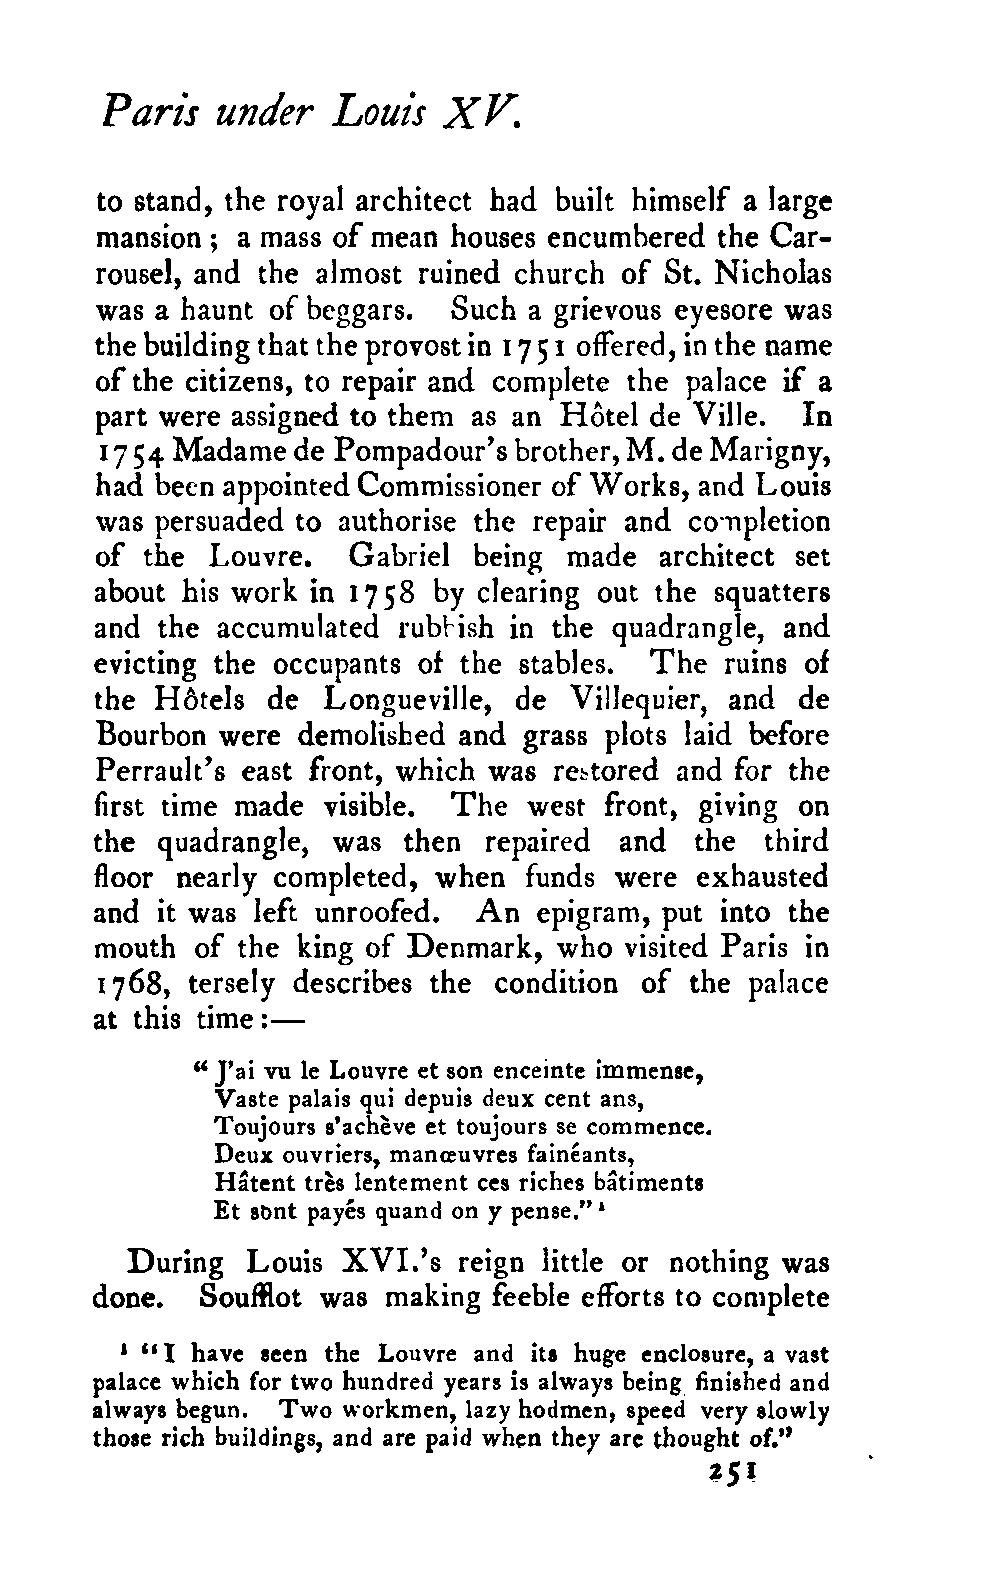 Paris under Louis XV.
to stand, the royal architect had built himself a large
mansion ; a mass of mean houses encumbered the Car-
rousel, and the almost ruined church of St. Nicholas
was a haunt of beggars. Such a grievous eyesore was
the building that the provost in 1751 offered, in the name
of the citizens, to repair and complete the palace if a
part were assigned to them as an Hôtel de Ville. In
1754 Madame de Pompadour's brother, M. de Marigny,
had been appointed Commissioner of Works, and Louis
was persuaded to authorise the repair and completion
of the Louvre. Gabriel being made architect set
about his work in 1758 by clearing out the squatters
and the accumulated rubbish in the quadrangle, and
evicting the occupants of the stables. The ruins of
the Hôtels de Longueville, de Villequier, and de
Bourbon were demolished and grass plots laid before
Perrault's east front, which was restored and for the
first time made visible. The west front, giving on
the quadrangle, was then repaired and the third
floor nearly completed, when funds were exhausted
and it was left unroofed. An epigram, put into the
mouth of the king of Denmark, who visited Paris in
1768, tersely describes the condition of the palace
at this time :—
“ J'ai vu le Louvre et son enceinte immense,
Vaste palais qui depuis deux cent ans,
Toujours s'achève et toujours se commence.
Deux ouvriers, manœuvres fainéants,
Hâtent très lentement ces riches bâtiments
Et sont payés quand on y pense.” ¹
During Louis XVI.'s reign little or nothing was
done. Soufflot was making feeble efforts to complete
¹ “I have seen the Louvre and its huge enclosure, a vast
palace which for two hundred years is always being finished and
always begun. Two workmen, lazy hodmen, speed very slowly
those rich buildings, and are paid when they are thought of.”
251